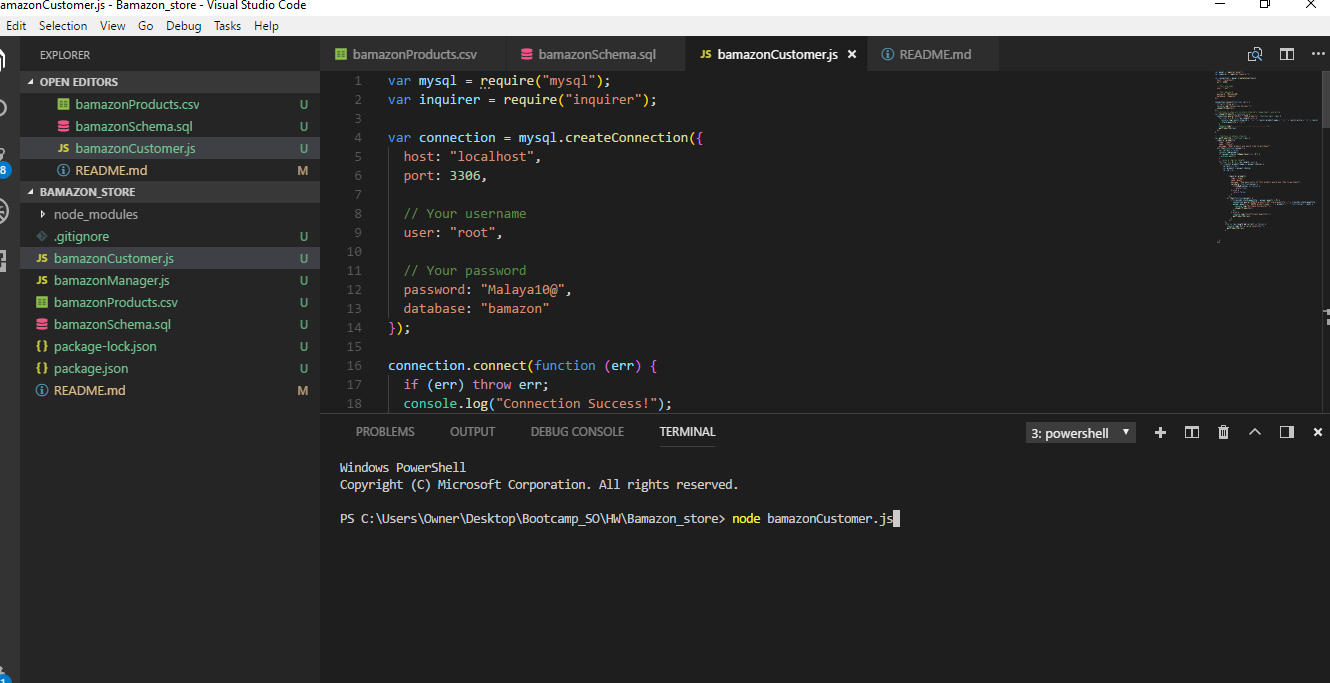 amazonCustomer.js - Bamazon_store - Visual Studio Code
Edit Selection View Go Debug Tasks Help
EXPLORER
OPEN EDITORS
bamazonProducts.csv U
bamazonSchema.sql U
JS bamazonCustomer.js U
README.md M
BAMAZON_STORE
node_modules
.gitignore U
JS bamazonCustomer.js U
JS bamazonManager.js U
bamazonProducts.csv U
bamazonSchema.sql U
{} package-lock.json U
{} package.json U
README.md M
8
1
bamazonProducts.csv bamazonSchema.sql JS bamazonCustomer.js × README.md
1 var mysql = require("mysql");
2 var inquirer = require("inquirer");
3
4 var connection = mysql.createConnection({
5 host: "localhost",
6 port: 3306,
7
8 // Your username
9 user: "root",
10
11 // Your password
12 password: "Malaya10@",
13 database: "bamazon"
14 });
15
16 connection.connect(function (err) {
17 if (err) throw err;
18 console.log("Connection Success!");
PROBLEMS OUTPUT DEBUG CONSOLE TERMINAL 3: powershell
Windows PowerShell
Copyright (C) Microsoft Corporation. All rights reserved.
PS C:\Users\Owner\Desktop\Bootcamp_SO\HW\Bamazon_store> node bamazonCustomer.js